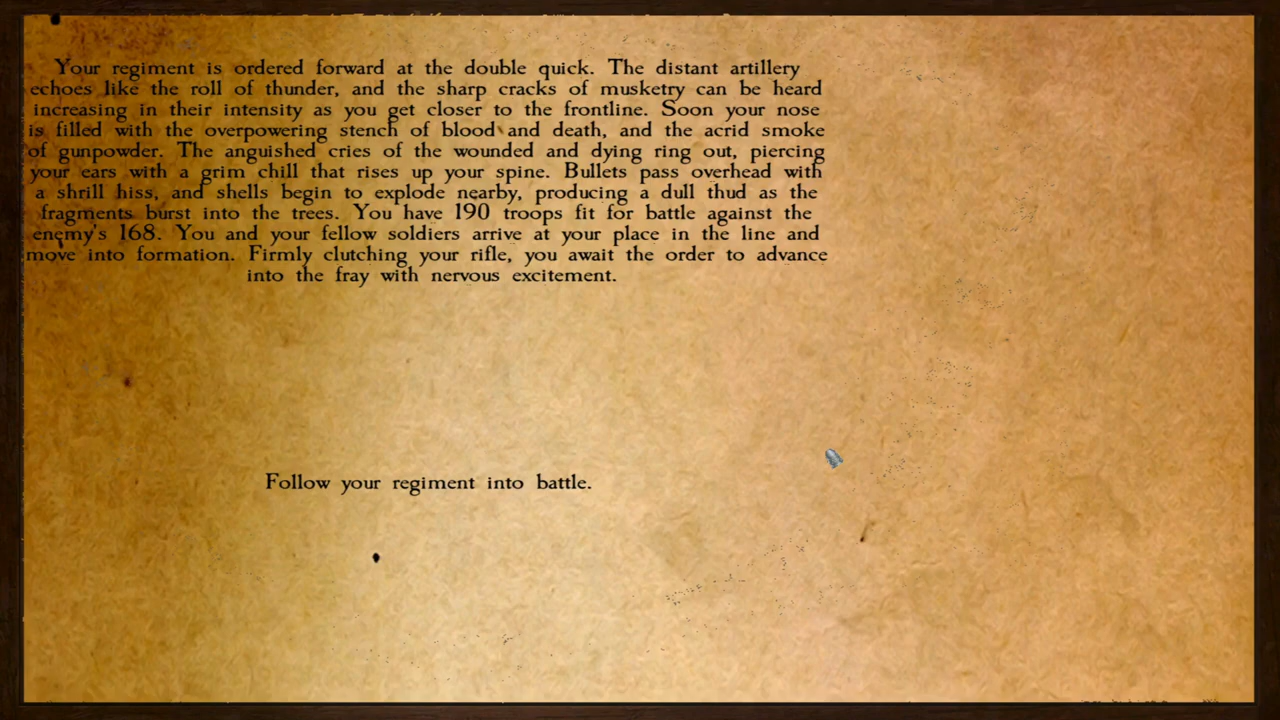 Your regiment is ordered forward at the double quick. The distant artillery
echoes like the roll of thunder, and the sharp cracks of musketry can be heard
increasing in their intensity as you get closer to the frontline. Soon your nose
is filled with the overpowering stench of blood and death, and the acrid smoke
of gunpowder. The anguished cries of the wounded and dying ring out, piercing
your ears with a grim chill that rises up your spine. Bullets pass overhead with
a shrill hiss, and shells begin to explode nearby, producing a dull thud as the
fragments burst into the trees. You have 190 troops fit for battle against the
enemy's 168. You and your fellow soldiers arrive at your place in the line and
move into formation. Firmly clutching your rifle, you await the order to advance
into the fray with nervous excitement.
Follow your regiment into battle.